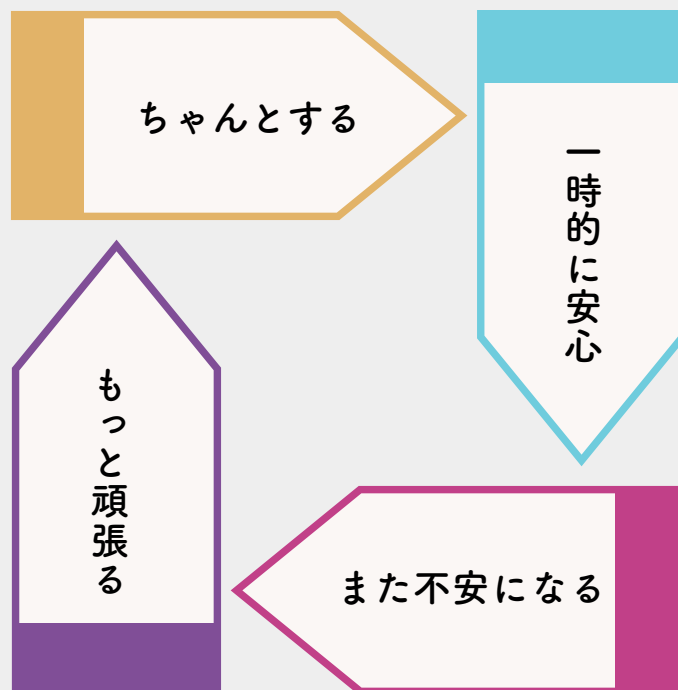 ちゃんとする
一時的に安心
また不安になる
もっと頑張る